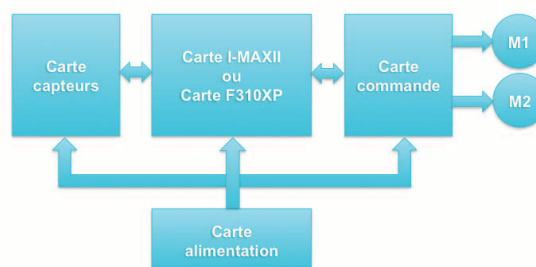 Carte
capteurs
Carte I-MAXII
ou
Carte F310XP
Carte
commande
M1
M2
Carte
alimentation